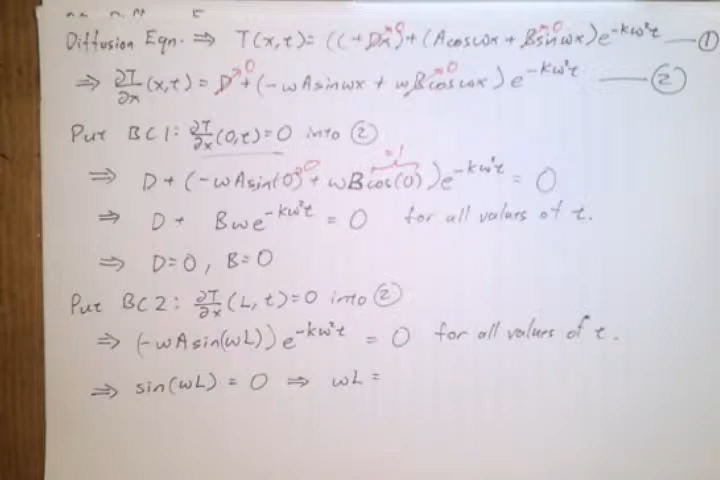 Diffusion Eqn. ⇒ T(x,t) = (C + Dx) + (Acosωx + Bsinωx)e^{-kω²t} — ①
⇒ ∂T/∂x (x,t) = D + (-ωAsinωx + ωBcosωx)e^{-kω²t} — ②
Put BC1: ∂T/∂x (0,t) = 0 into ②
⇒ D + (-ωAsin(0) + ωBcos(0))e^{-kω²t} = 0
⇒ D + Bωe^{-kω²t} = 0 for all values of t.
⇒ D=0, B=0
Put BC2: ∂T/∂x (L,t) = 0 into ②
⇒ (-ωAsin(ωL))e^{-kω²t} = 0 for all values of t.
⇒ sin(ωL) = 0 ⇒ ωL =